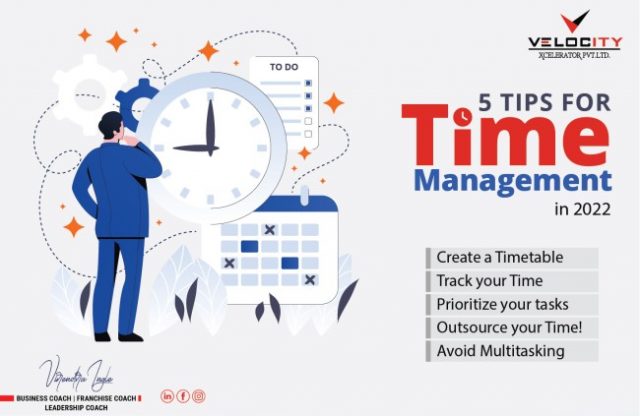 VELOCITY
XCELERATOR PVT.LTD.
TO DO
5 TIPS FOR
Time
Management
in 2022
Create a Timetable
Track your Time
Prioritize your tasks
Outsource your Time!
Avoid Multitasking
BUSINESS COACH | FRANCHISE COACH |
LEADERSHIP COACH